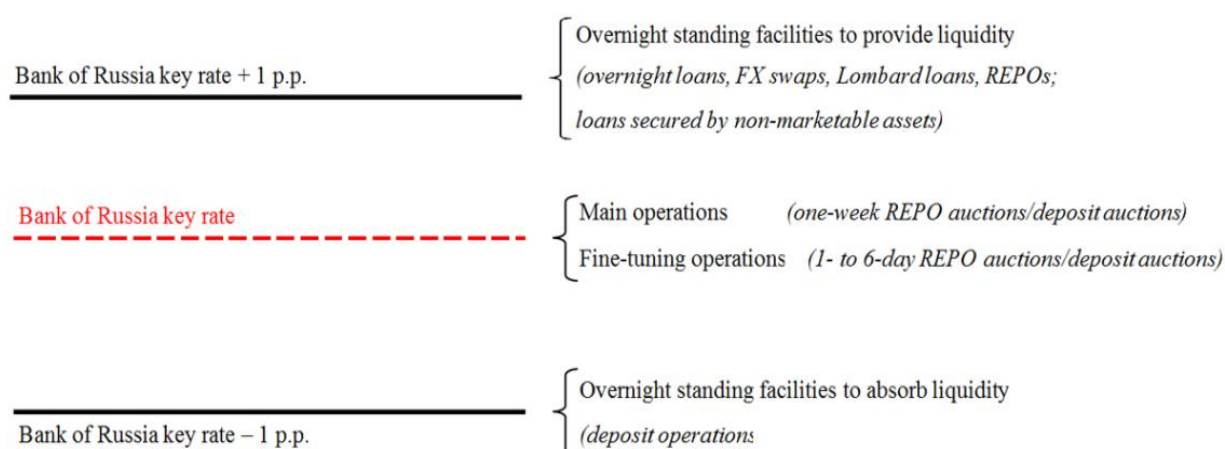 Overnight standing facilities to provide liquidity
Bank of Russia key rate + 1 p.p.
(overnight loans, FX swaps, Lombard loans, REPOs;
loans secured by non-marketable assets)
Bank of Russia key rate
Main operations (one-week REPO auctions/deposit auctions)
Fine-tuning operations (1- to 6-day REPO auctions/deposit auctions)
Overnight standing facilities to absorb liquidity
Bank of Russia key rate – 1 p.p.
(deposit operations